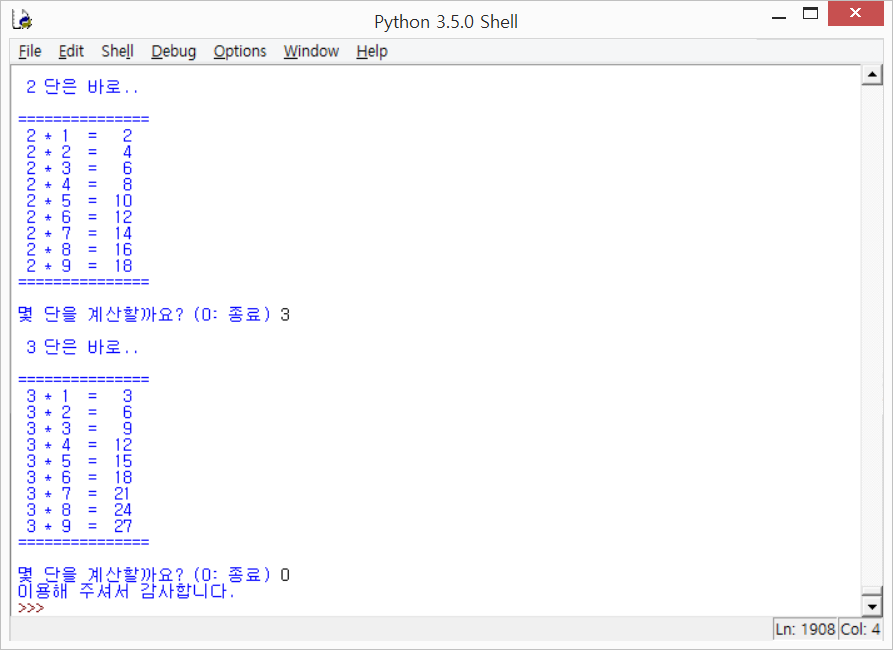 Python 3.5.0 Shell
File Edit Shell Debug Options Window Help
2 단은 바로..
===============
2 * 1 = 2
2 * 2 = 4
2 * 3 = 6
2 * 4 = 8
2 * 5 = 10
2 * 6 = 12
2 * 7 = 14
2 * 8 = 16
2 * 9 = 18
===============
몇 단을 계산할까요? (0: 종료) 3
3 단은 바로..
===============
3 * 1 = 3
3 * 2 = 6
3 * 3 = 9
3 * 4 = 12
3 * 5 = 15
3 * 6 = 18
3 * 7 = 21
3 * 8 = 24
3 * 9 = 27
===============
몇 단을 계산할까요? (0: 종료) 0
이용해 주셔서 감사합니다.
>>>
Ln: 1908 Col: 4